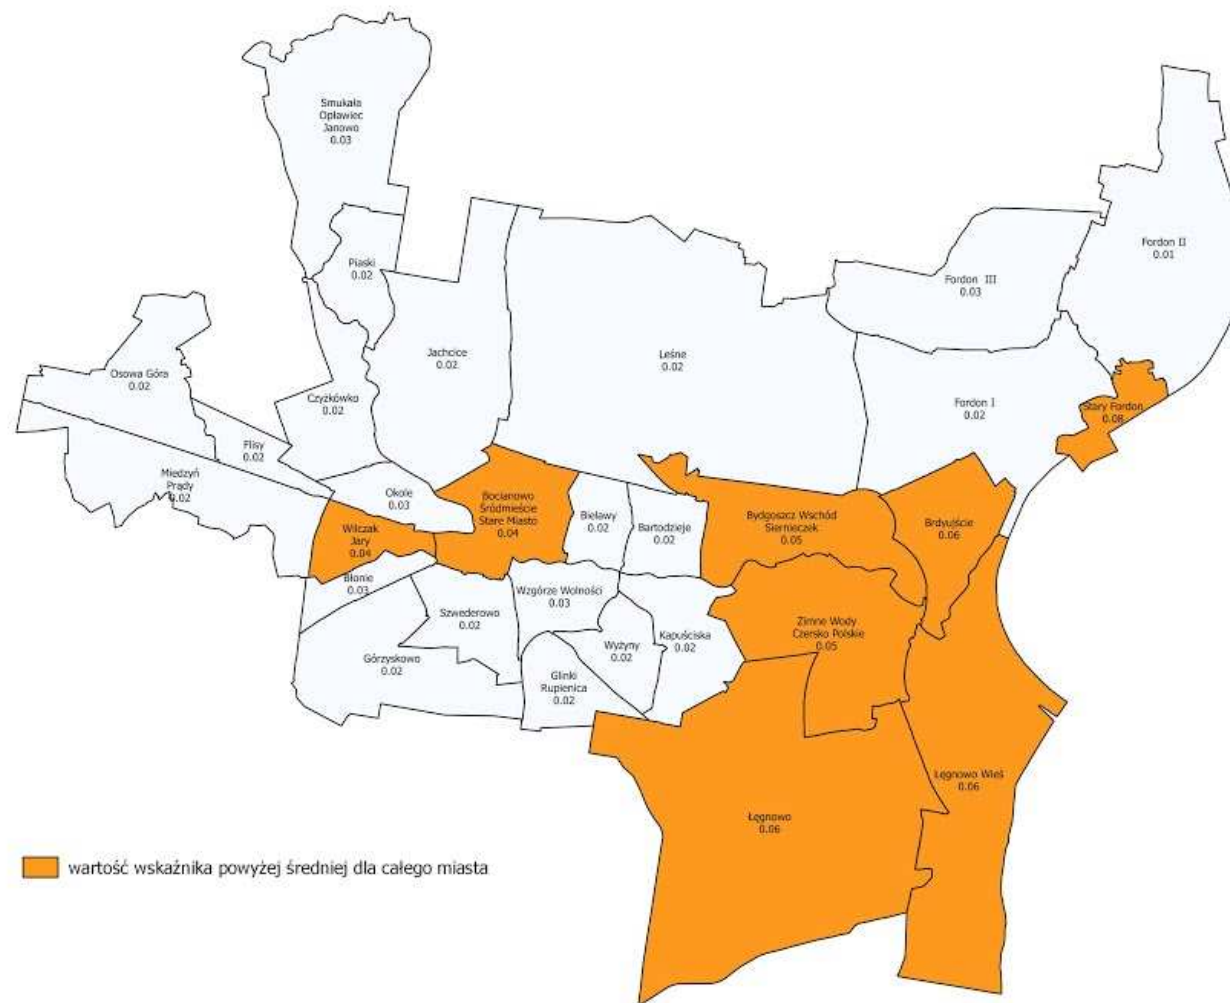 Smukała
Opławiec
Janowo
0.03
Piaski
0.02
Fordon II
0.01
Fordon III
0.03
Jachcice
0.02
Leśne
0.02
Osowa Góra
0.02
Czyżkówko
0.02
Fordon I
0.02
Stary Fordon
0.08
Flisy
0.02
Miedzyń
Prądy
0.02
Okole
0.03
Bocianowo
Śródmieście
Stare Miasto
0.04
Bielawy
0.02
Bartodzieje
0.02
Bydgoszcz Wschód
Siernieczek
0.05
Brdyujście
0.06
Wilczak
Jary
0.04
Błonie
0.03
Wzgórze Wolności
0.03
Szwederowo
0.02
Zimne Wody
Czersko Polskie
0.05
Wyżyny
0.02
Kapuściska
0.02
Górzyskowo
0.02
Glinki
Rupienica
0.02
Łęgnowo Wieś
0.06
Łęgnowo
0.06
wartość wskaźnika powyżej średniej dla całego miasta